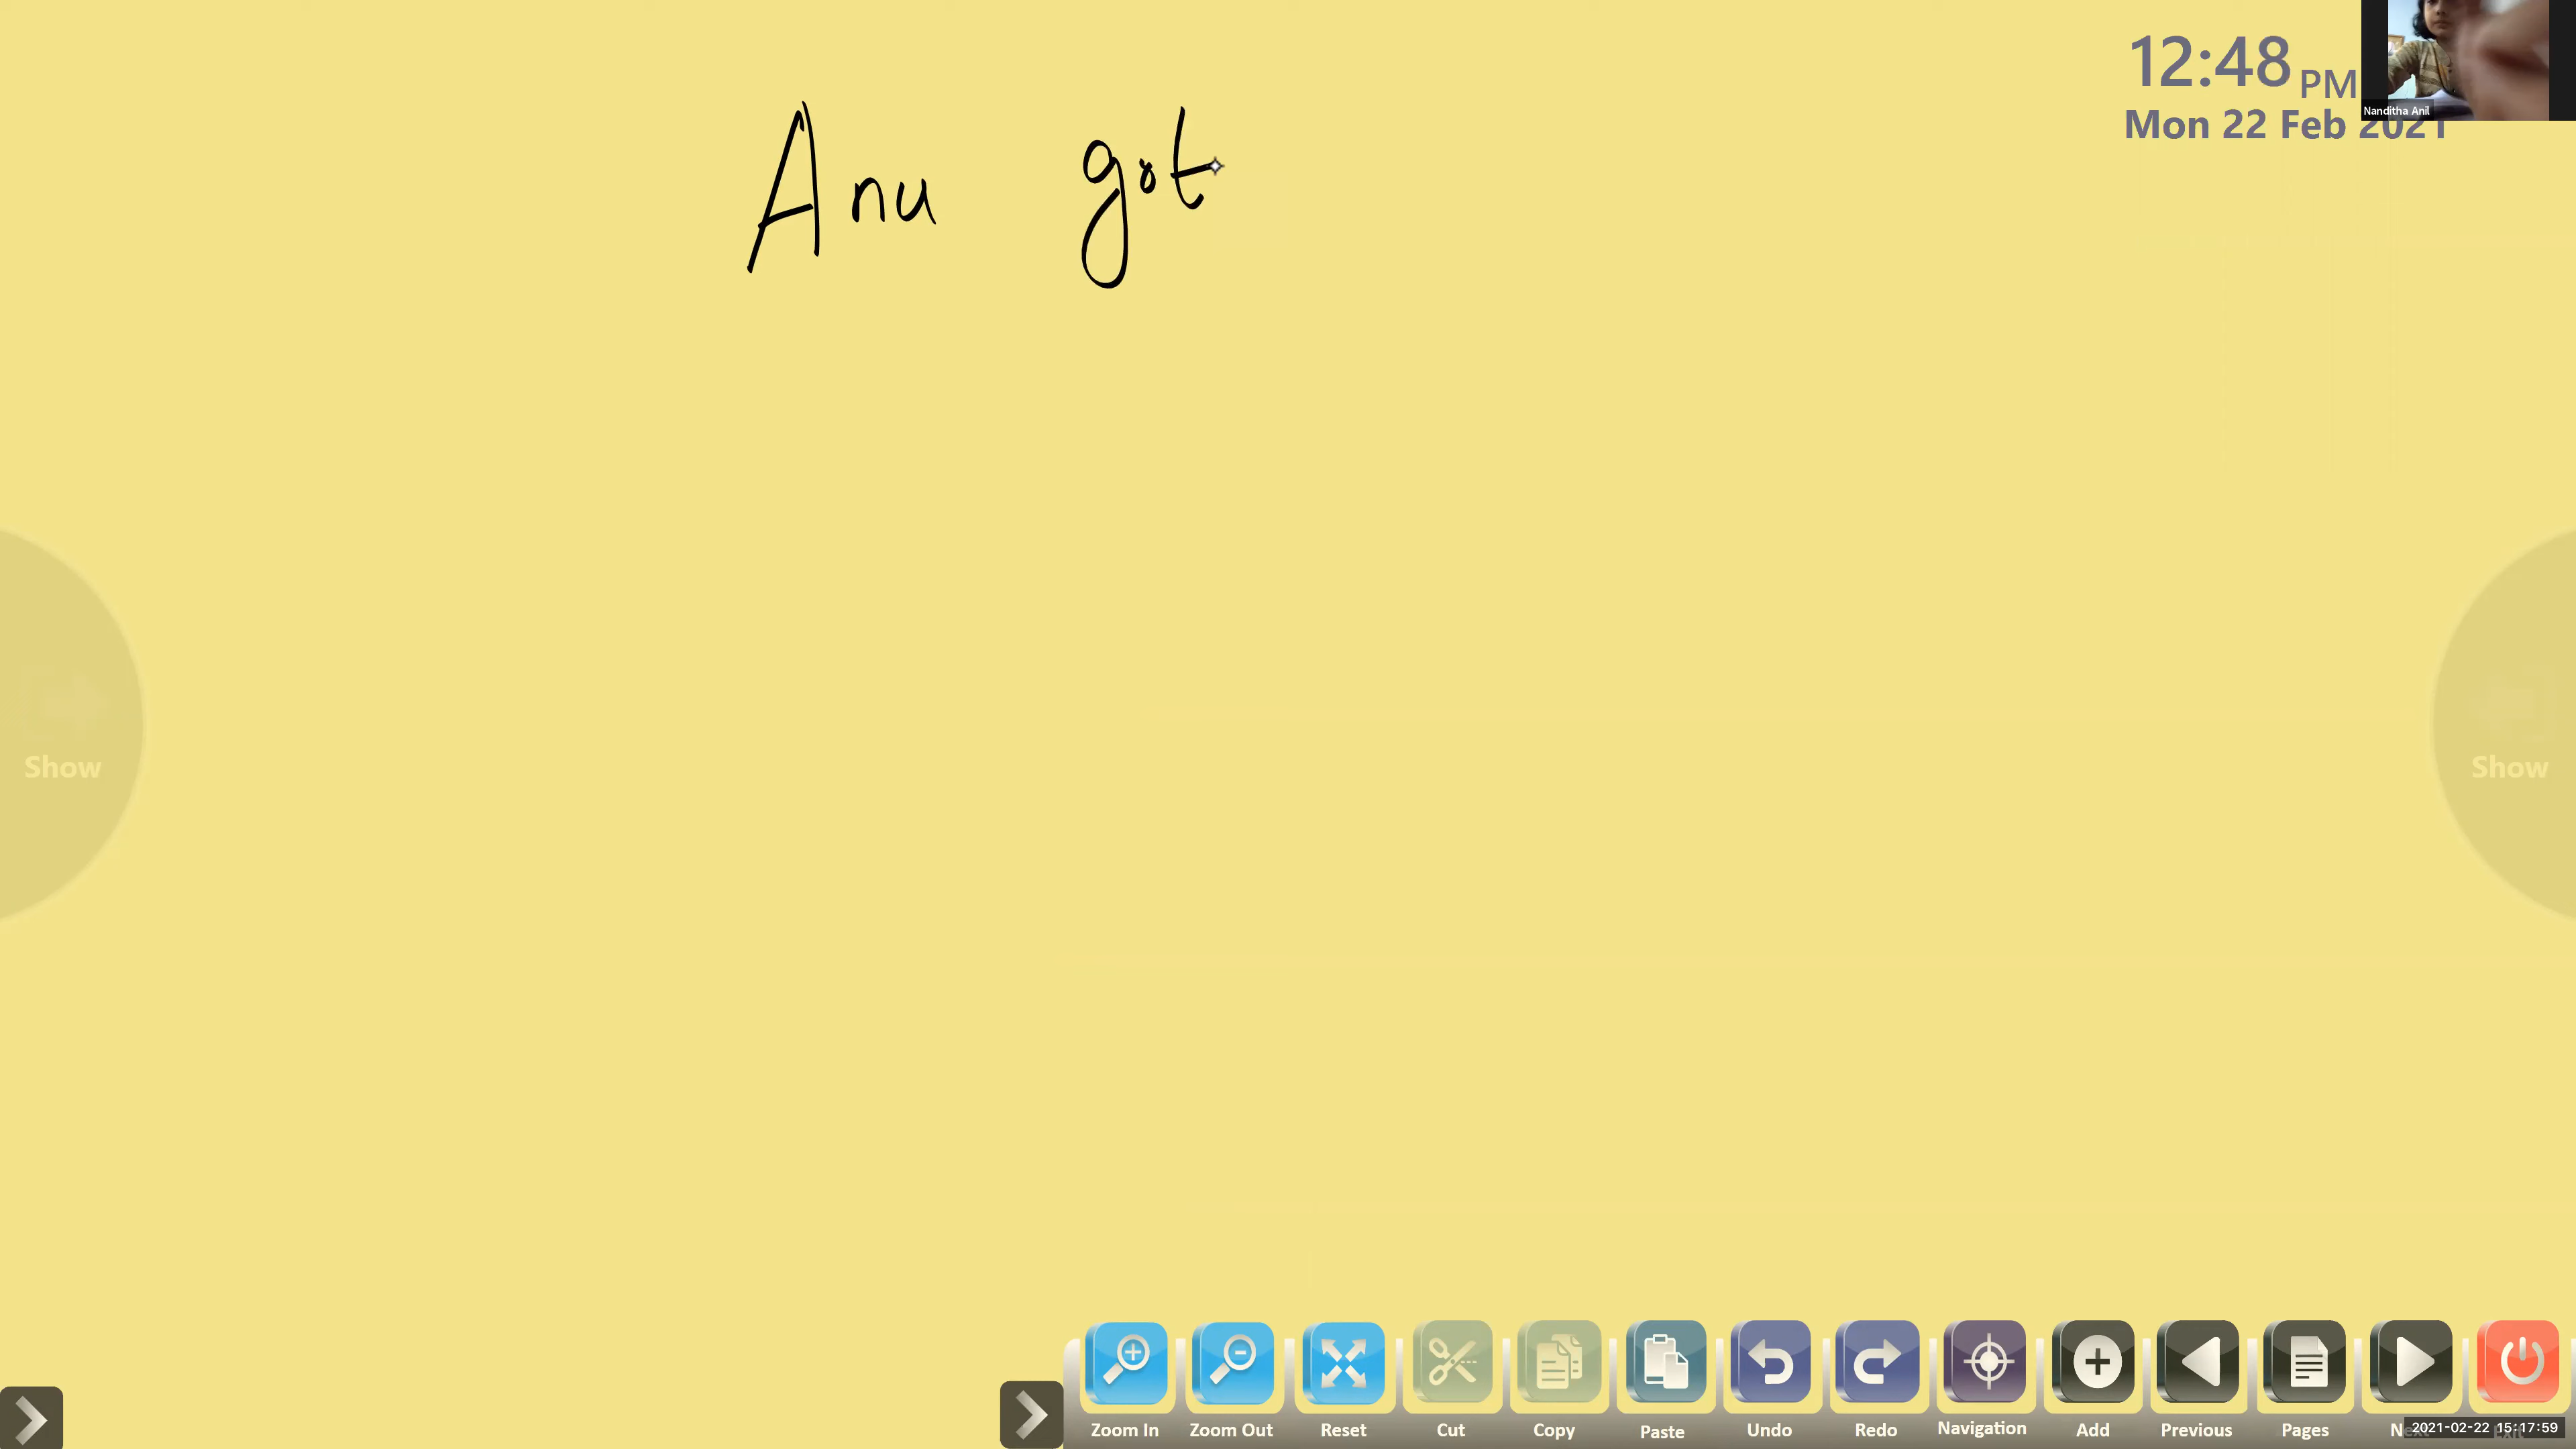 12:48 PM
Nanditha Anil
Mon 22 Feb 2021
Anu got
Show
Show
Zoom In Zoom Out Reset Cut Copy Paste Undo Redo Navigation Add Previous Pages
2021-02-22 15:17:59